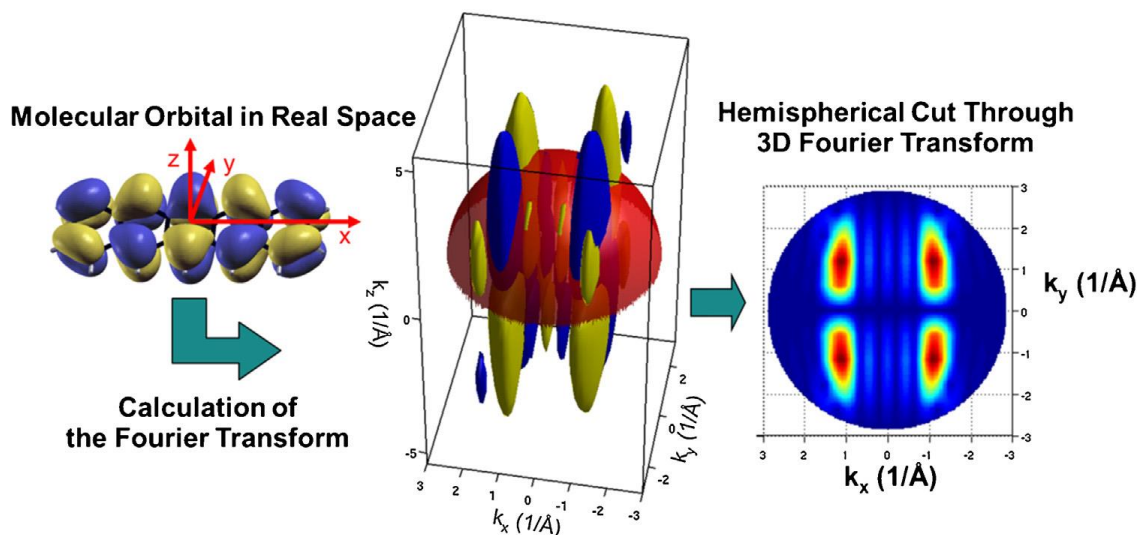 Molecular Orbital in Real Space
z
y
x
Calculation of
the Fourier Transform
5
0
-5
k_z (1/Å)
3
2
1
0
-1
-2
-3
k_x (1/Å)
2
0
-2
k_y (1/Å)
Hemispherical Cut Through
3D Fourier Transform
3
2
1
0
-1
-2
-3
k_y (1/Å)
3
2
1
0
-1
-2
-3
k_x (1/Å)